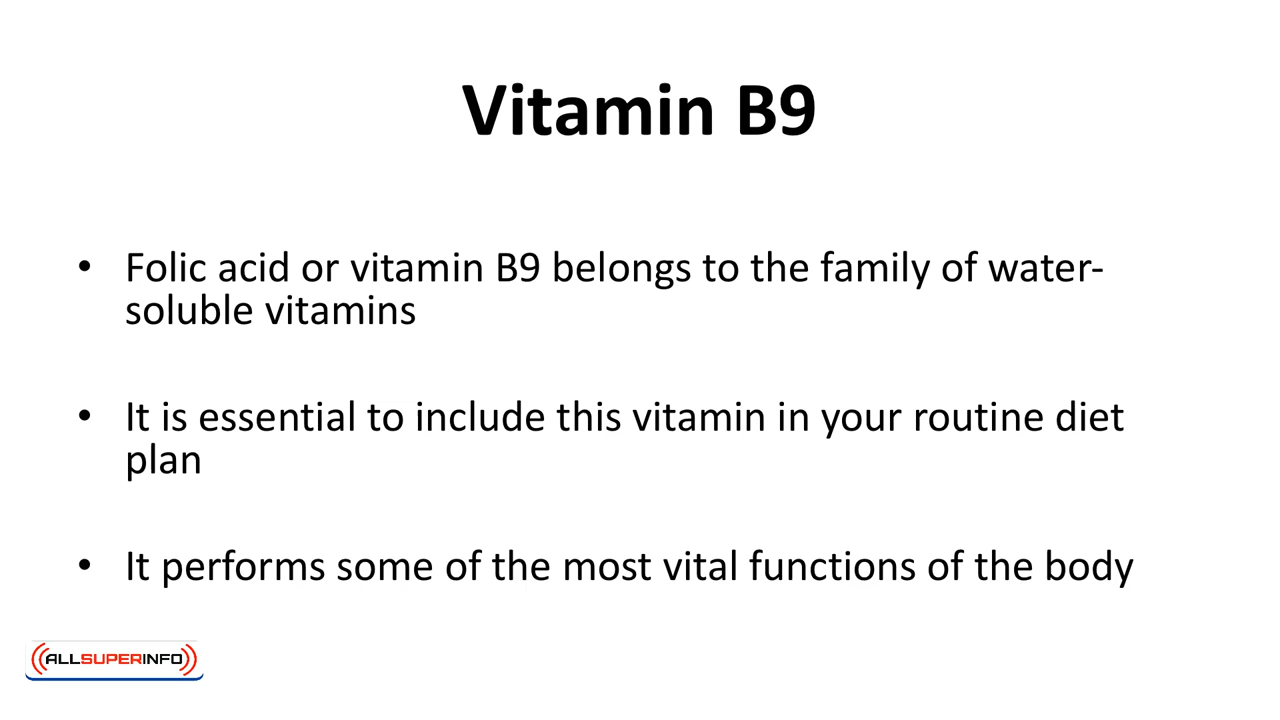 Vitamin B9
• Folic acid or vitamin B9 belongs to the family of water-
soluble vitamins
• It is essential to include this vitamin in your routine diet
plan
• It performs some of the most vital functions of the body
ALLSUPERINFO